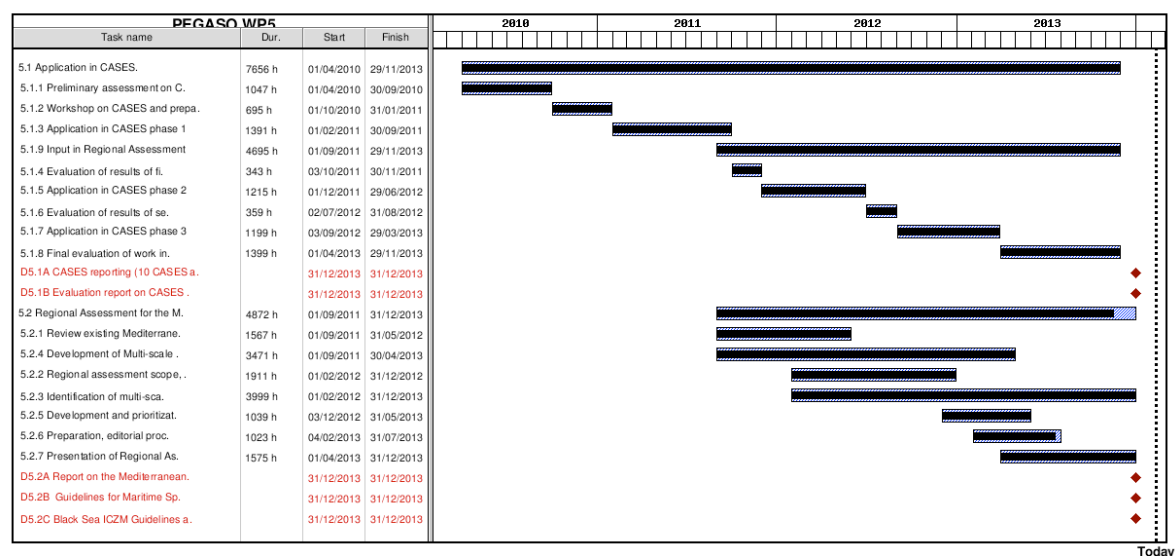 PEGASO WP5
2010 2011 2012 2013
Task name Dur. Start Finish
5.1 Application in CASES. 7656 h 01/04/2010 29/11/2013
5.1.1 Preliminary assessment on C. 1047 h 01/04/2010 30/09/2010
5.1.2 Workshop on CASES and prepa. 695 h 01/10/2010 31/01/2011
5.1.3 Application in CASES phase 1 1391 h 01/02/2011 30/09/2011
5.1.9 Input in Regional Assessment 4695 h 01/09/2011 29/11/2013
5.1.4 Evaluation of results of fi. 343 h 03/10/2011 30/11/2011
5.1.5 Application in CASES phase 2 1215 h 01/12/2011 29/06/2012
5.1.6 Evaluation of results of se. 359 h 02/07/2012 31/08/2012
5.1.7 Application in CASES phase 3 1199 h 03/09/2012 29/03/2013
5.1.8 Final evaluation of work in. 1399 h 01/04/2013 29/11/2013
D5.1A CASES reporting (10 CASES a. 31/12/2013 31/12/2013
D5.1B Evaluation report on CASES . 31/12/2013 31/12/2013
5.2 Regional Assessment for the M. 4872 h 01/09/2011 31/12/2013
5.2.1 Review existing Mediterrane. 1567 h 01/09/2011 31/05/2012
5.2.4 Development of Multi-scale . 3471 h 01/09/2011 30/04/2013
5.2.2 Regional assessment scope, . 1911 h 01/02/2012 31/12/2012
5.2.3 Identification of multi-sca. 3999 h 01/02/2012 31/12/2013
5.2.5 Development and prioritizat. 1039 h 03/12/2012 31/05/2013
5.2.6 Preparation, editorial proc. 1023 h 04/02/2013 31/07/2013
5.2.7 Presentation of Regional As. 1575 h 01/04/2013 31/12/2013
D5.2A Report on the Mediterranean. 31/12/2013 31/12/2013
D5.2B Guidelines for Maritime Sp. 31/12/2013 31/12/2013
D5.2C Black Sea ICZM Guidelines a. 31/12/2013 31/12/2013
Today